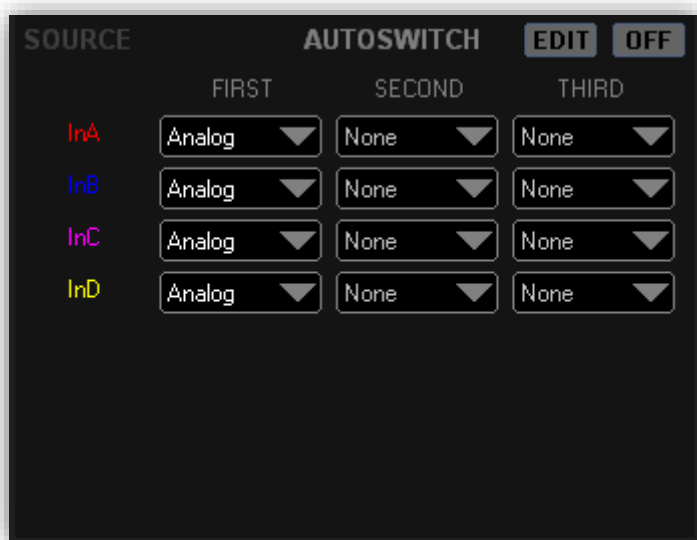 SOURCE AUTOSWITCH EDIT OFF
FIRST SECOND THIRD
InA Analog None None
InB Analog None None
InC Analog None None
InD Analog None None